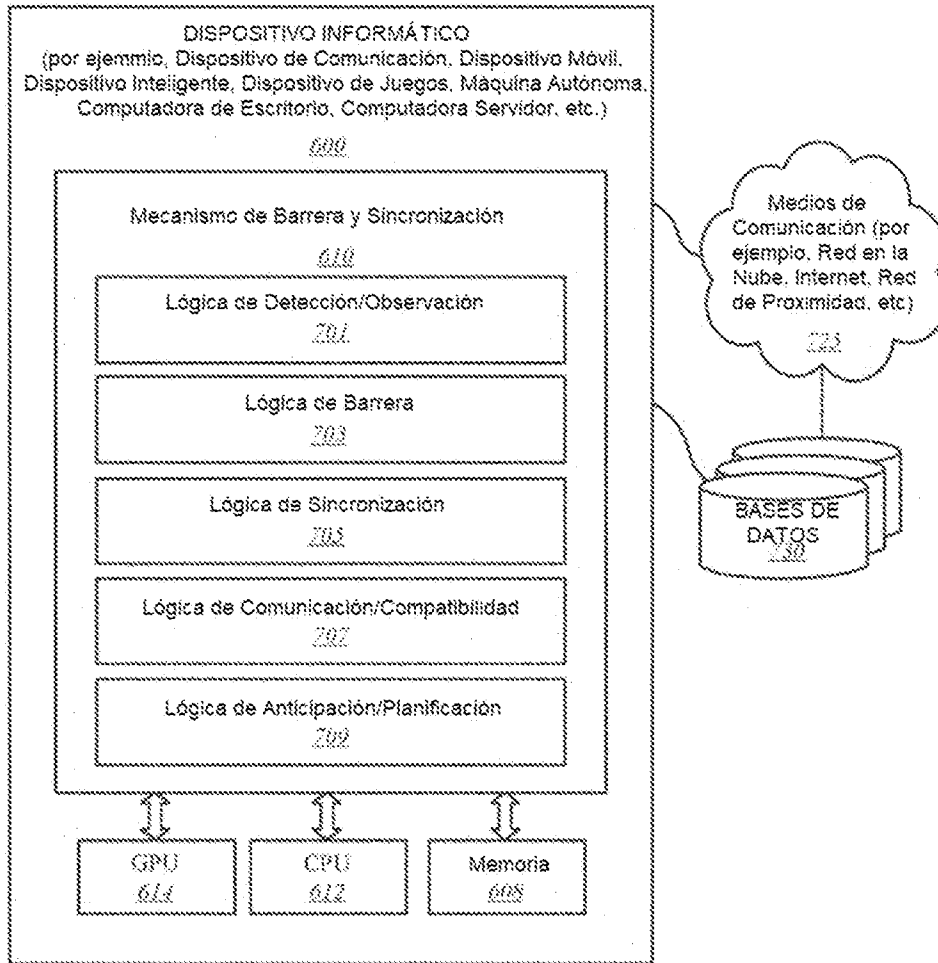 DISPOSITIVO INFORMÁTICO
(por ejemmio, Dispositivo de Comunicación, Dispositivo Móvil,
Dispositivo Inteligente, Dispositivo de Juegos, Máquina Autónoma,
Computadora de Escritorio, Computadora Servidor, etc.)
600
Mecanismo de Barrera y Sincronización
610
Lógica de Detección/Observación
701
Lógica de Barrera
703
Lógica de Sincronización
705
Lógica de Comunicación/Compatibilidad
707
Lógica de Anticipación/Planificación
709
GPU
614
CPU
612
Memoria
608
Medios de
Comunicación (por
ejemplo, Red en la
Nube, Internet, Red
de Proximidad, etc)
725
BASES DE
DATOS
730